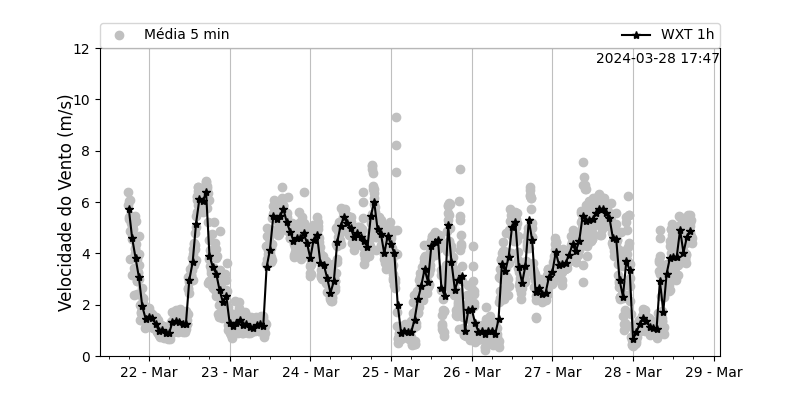 Média 5 min
WXT 1h
2024-03-28 17:47
Velocidade do Vento (m/s)
12
10
8
6
4
2
0
22 - Mar
23 - Mar
24 - Mar
25 - Mar
26 - Mar
27 - Mar
28 - Mar
29 - Mar